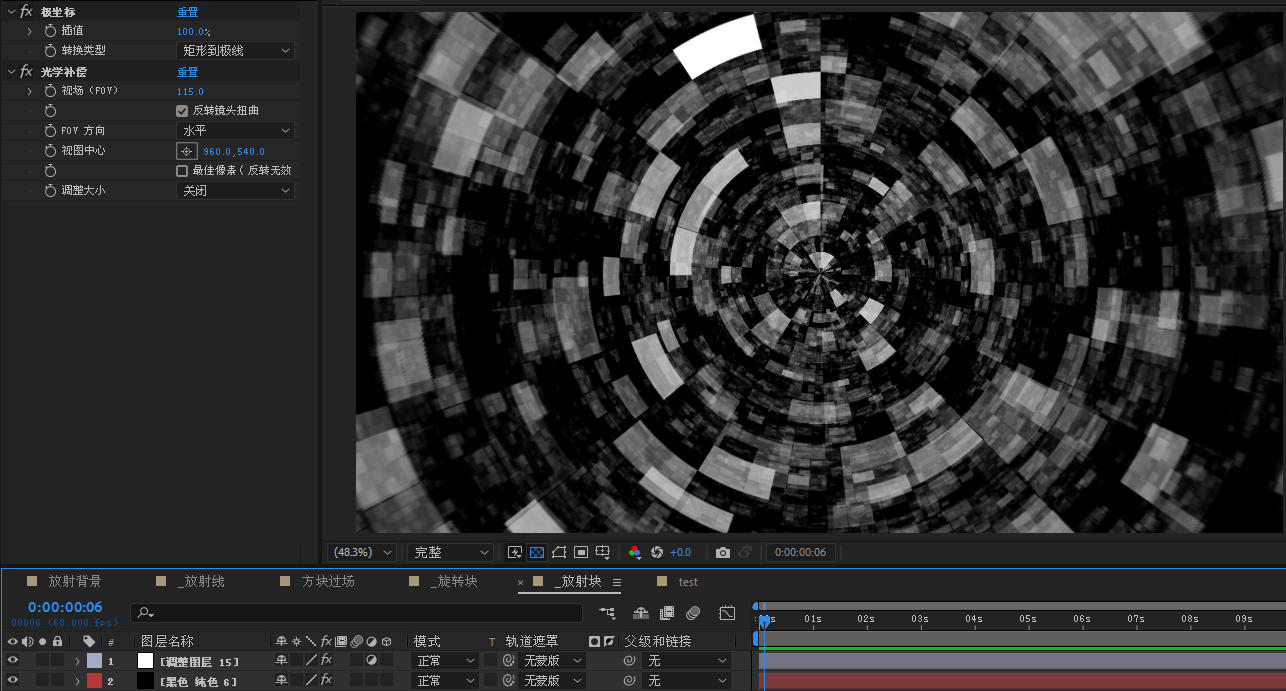 fx 极坐标 重置
插值 100.0%
转换类型 矩形到极线
fx 光学补偿 重置
视场（FOV） 115.0
反转镜头扭曲
FOV 方向 水平
视图中心 960.0,540.0
最佳像素（反转无效
调整大小 关闭
(48.3%) 完整 +0.0 0:00:00:06
放射背景 _放射线 方块过场 _旋转块 × _放射块 test
0:00:00:06
00006 (60.000 fps)
01s 02s 03s 04s 05s 06s 07s 08s 09s
# 图层名称 fx 模式 T 轨道遮罩 父级和链接
1 [调整图层 15] fx 正常 无蒙版 无
2 [黑色 纯色 6] fx 正常 无蒙版 无